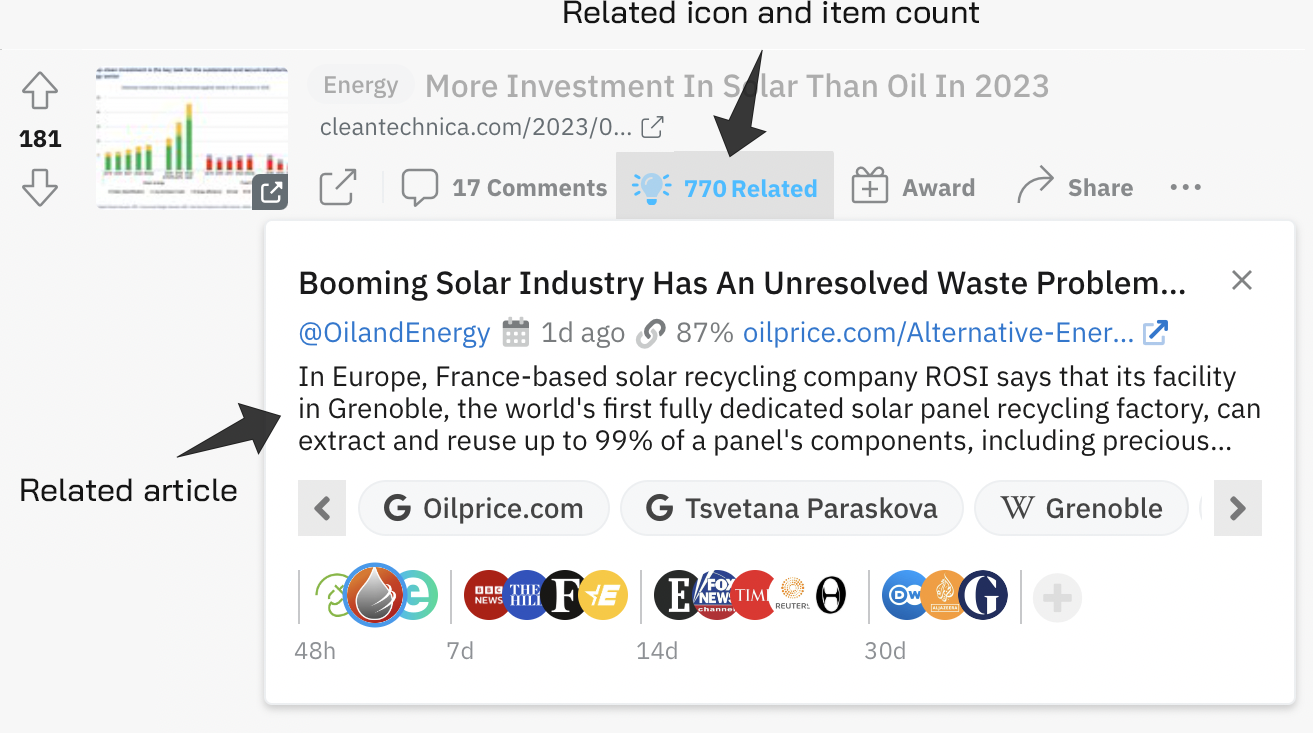 Related icon and item count
Energy More Investment In Solar Than Oil In 2023
181
cleantechnica.com/2023/0...
17 Comments 770 Related Award Share
Booming Solar Industry Has An Unresolved Waste Problem...
@OilandEnergy 1d ago 87% oilprice.com/Alternative-Ener...
In Europe, France-based solar recycling company ROSI says that its facility
in Grenoble, the world's first fully dedicated solar panel recycling factory, can
extract and reuse up to 99% of a panel's components, including precious...
Related article
G Oilprice.com G Tsvetana Paraskova W Grenoble
e BBC NEWS THE HILL F E E FOX NEWS channel TIM REUTERS DW ALJAZEERA G
48h 7d 14d 30d